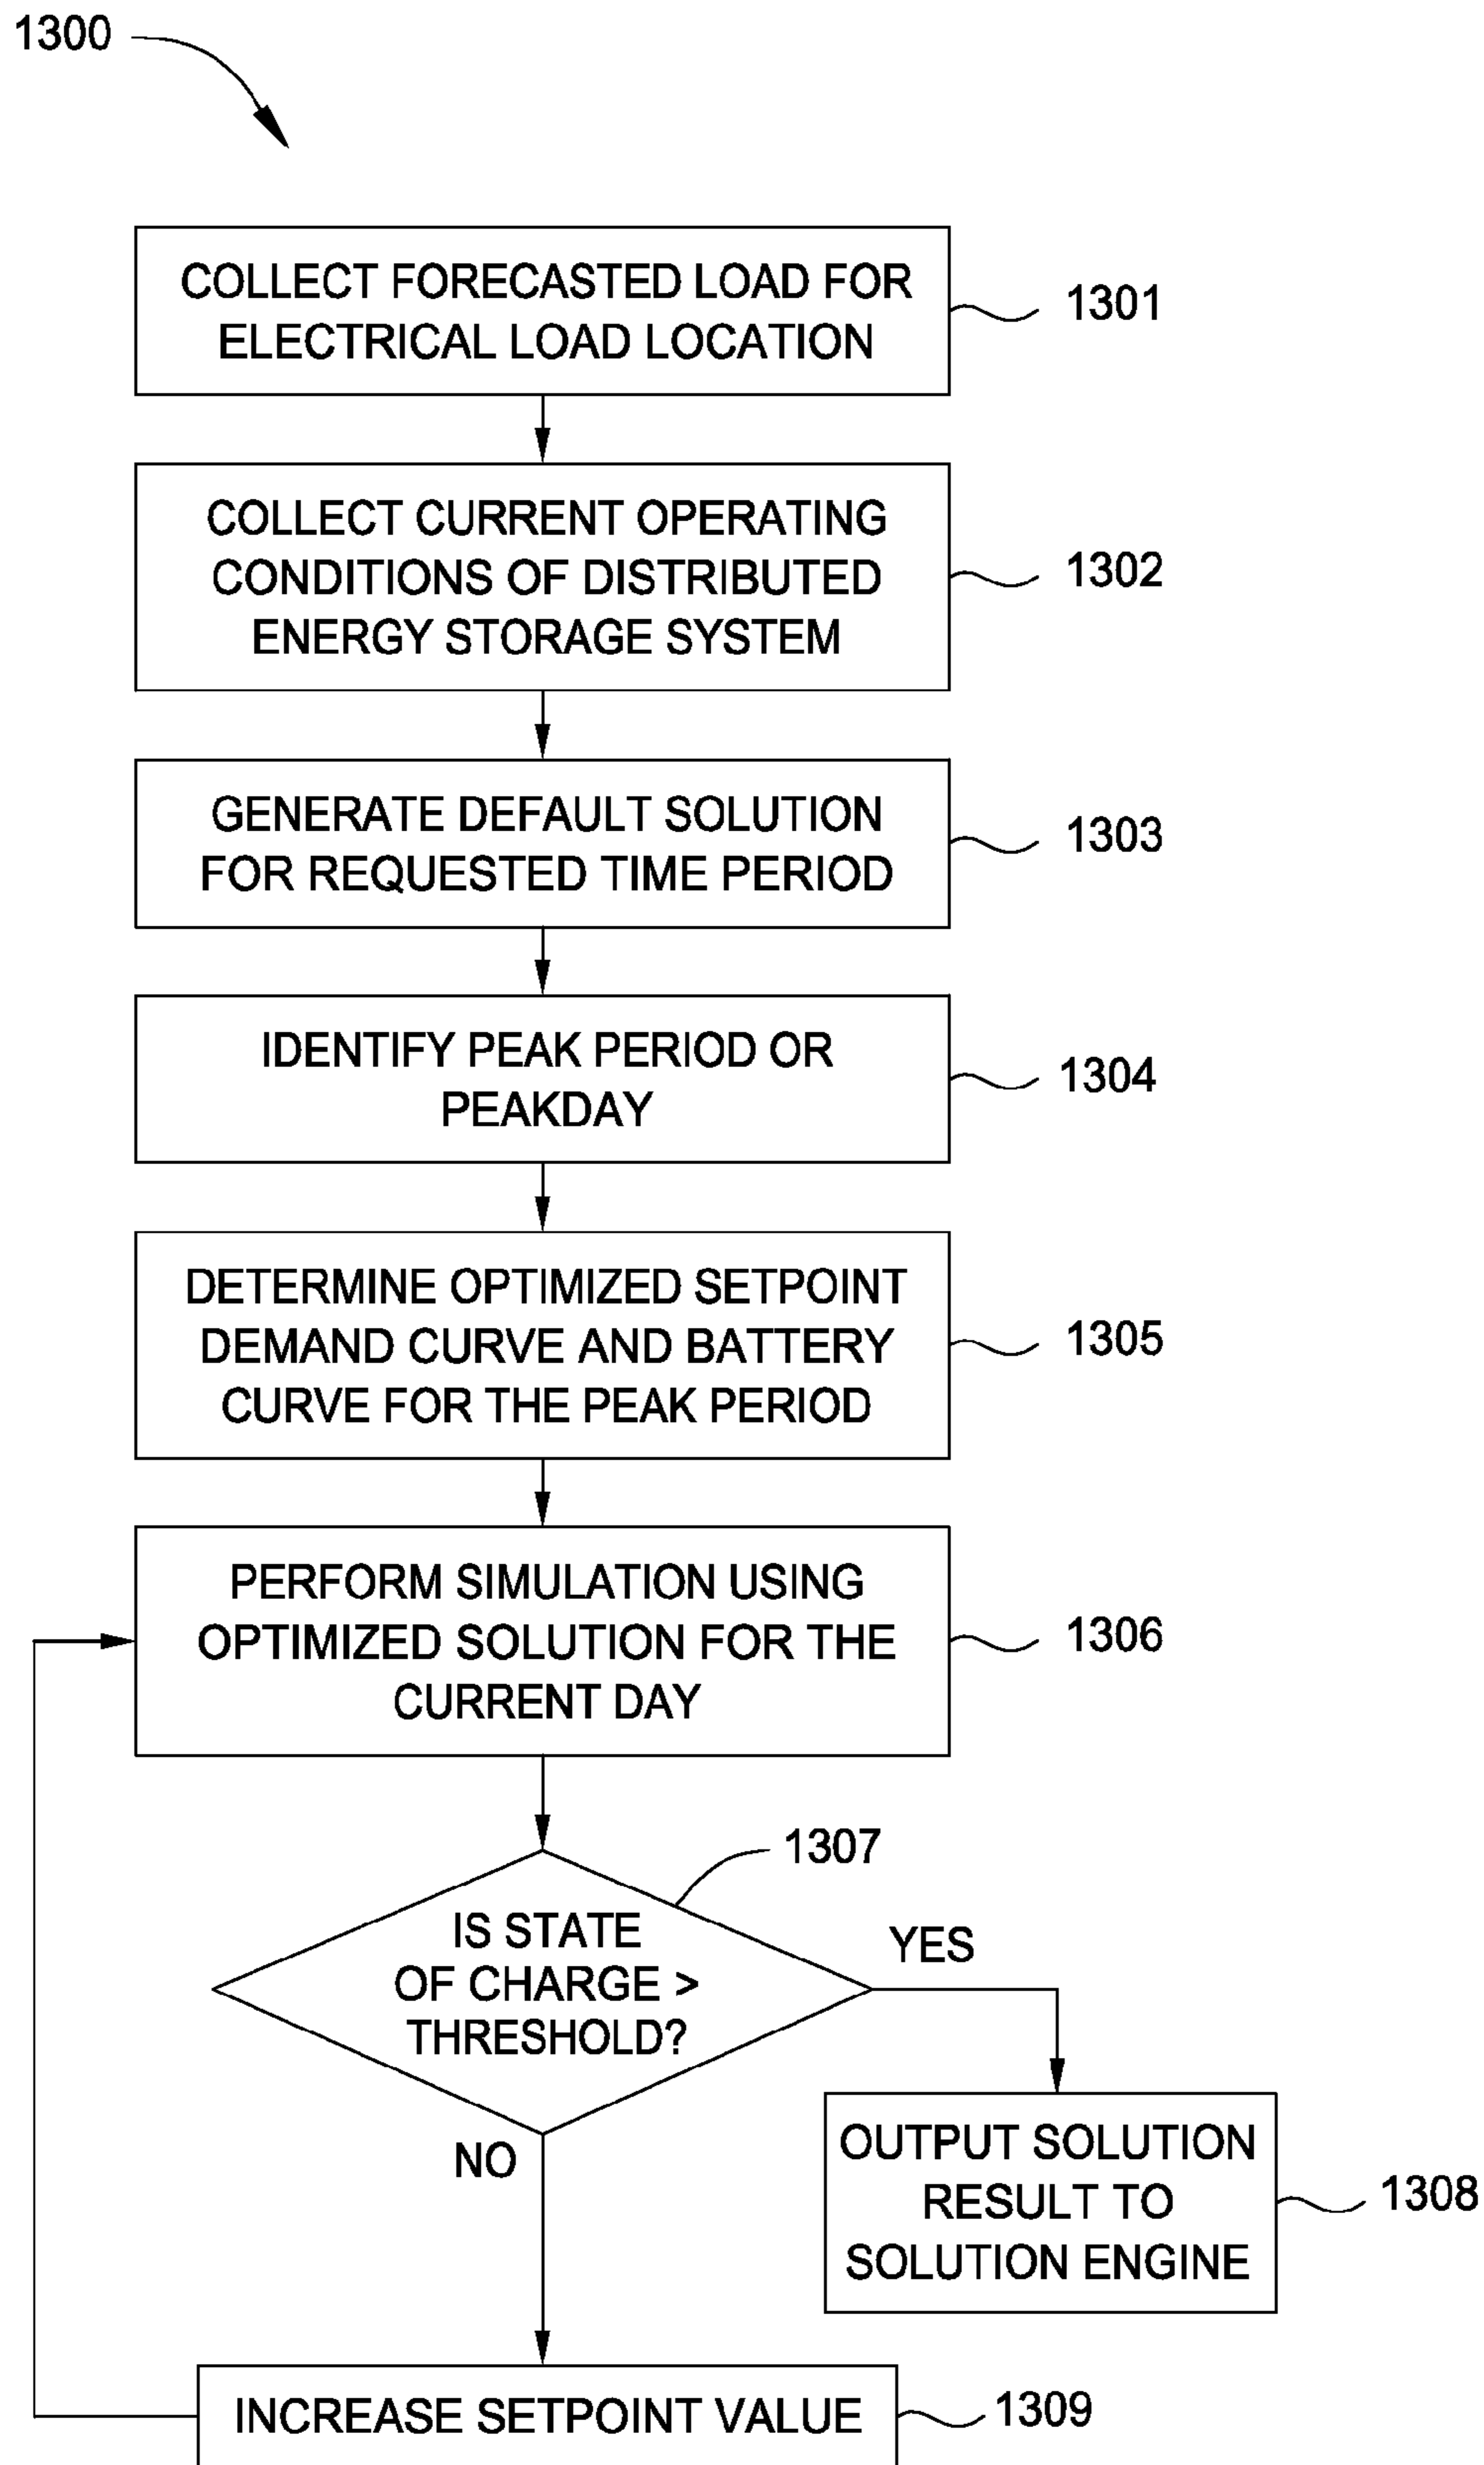 1300
COLLECT FORECASTED LOAD FOR
ELECTRICAL LOAD LOCATION
1301
COLLECT CURRENT OPERATING
CONDITIONS OF DISTRIBUTED
ENERGY STORAGE SYSTEM
1302
GENERATE DEFAULT SOLUTION
FOR REQUESTED TIME PERIOD
1303
IDENTIFY PEAK PERIOD OR
PEAKDAY
1304
DETERMINE OPTIMIZED SETPOINT
DEMAND CURVE AND BATTERY
CURVE FOR THE PEAK PERIOD
1305
PERFORM SIMULATION USING
OPTIMIZED SOLUTION FOR THE
CURRENT DAY
1306
IS STATE
OF CHARGE >
THRESHOLD?
1307
YES
NO
OUTPUT SOLUTION
RESULT TO
SOLUTION ENGINE
1308
INCREASE SETPOINT VALUE
1309